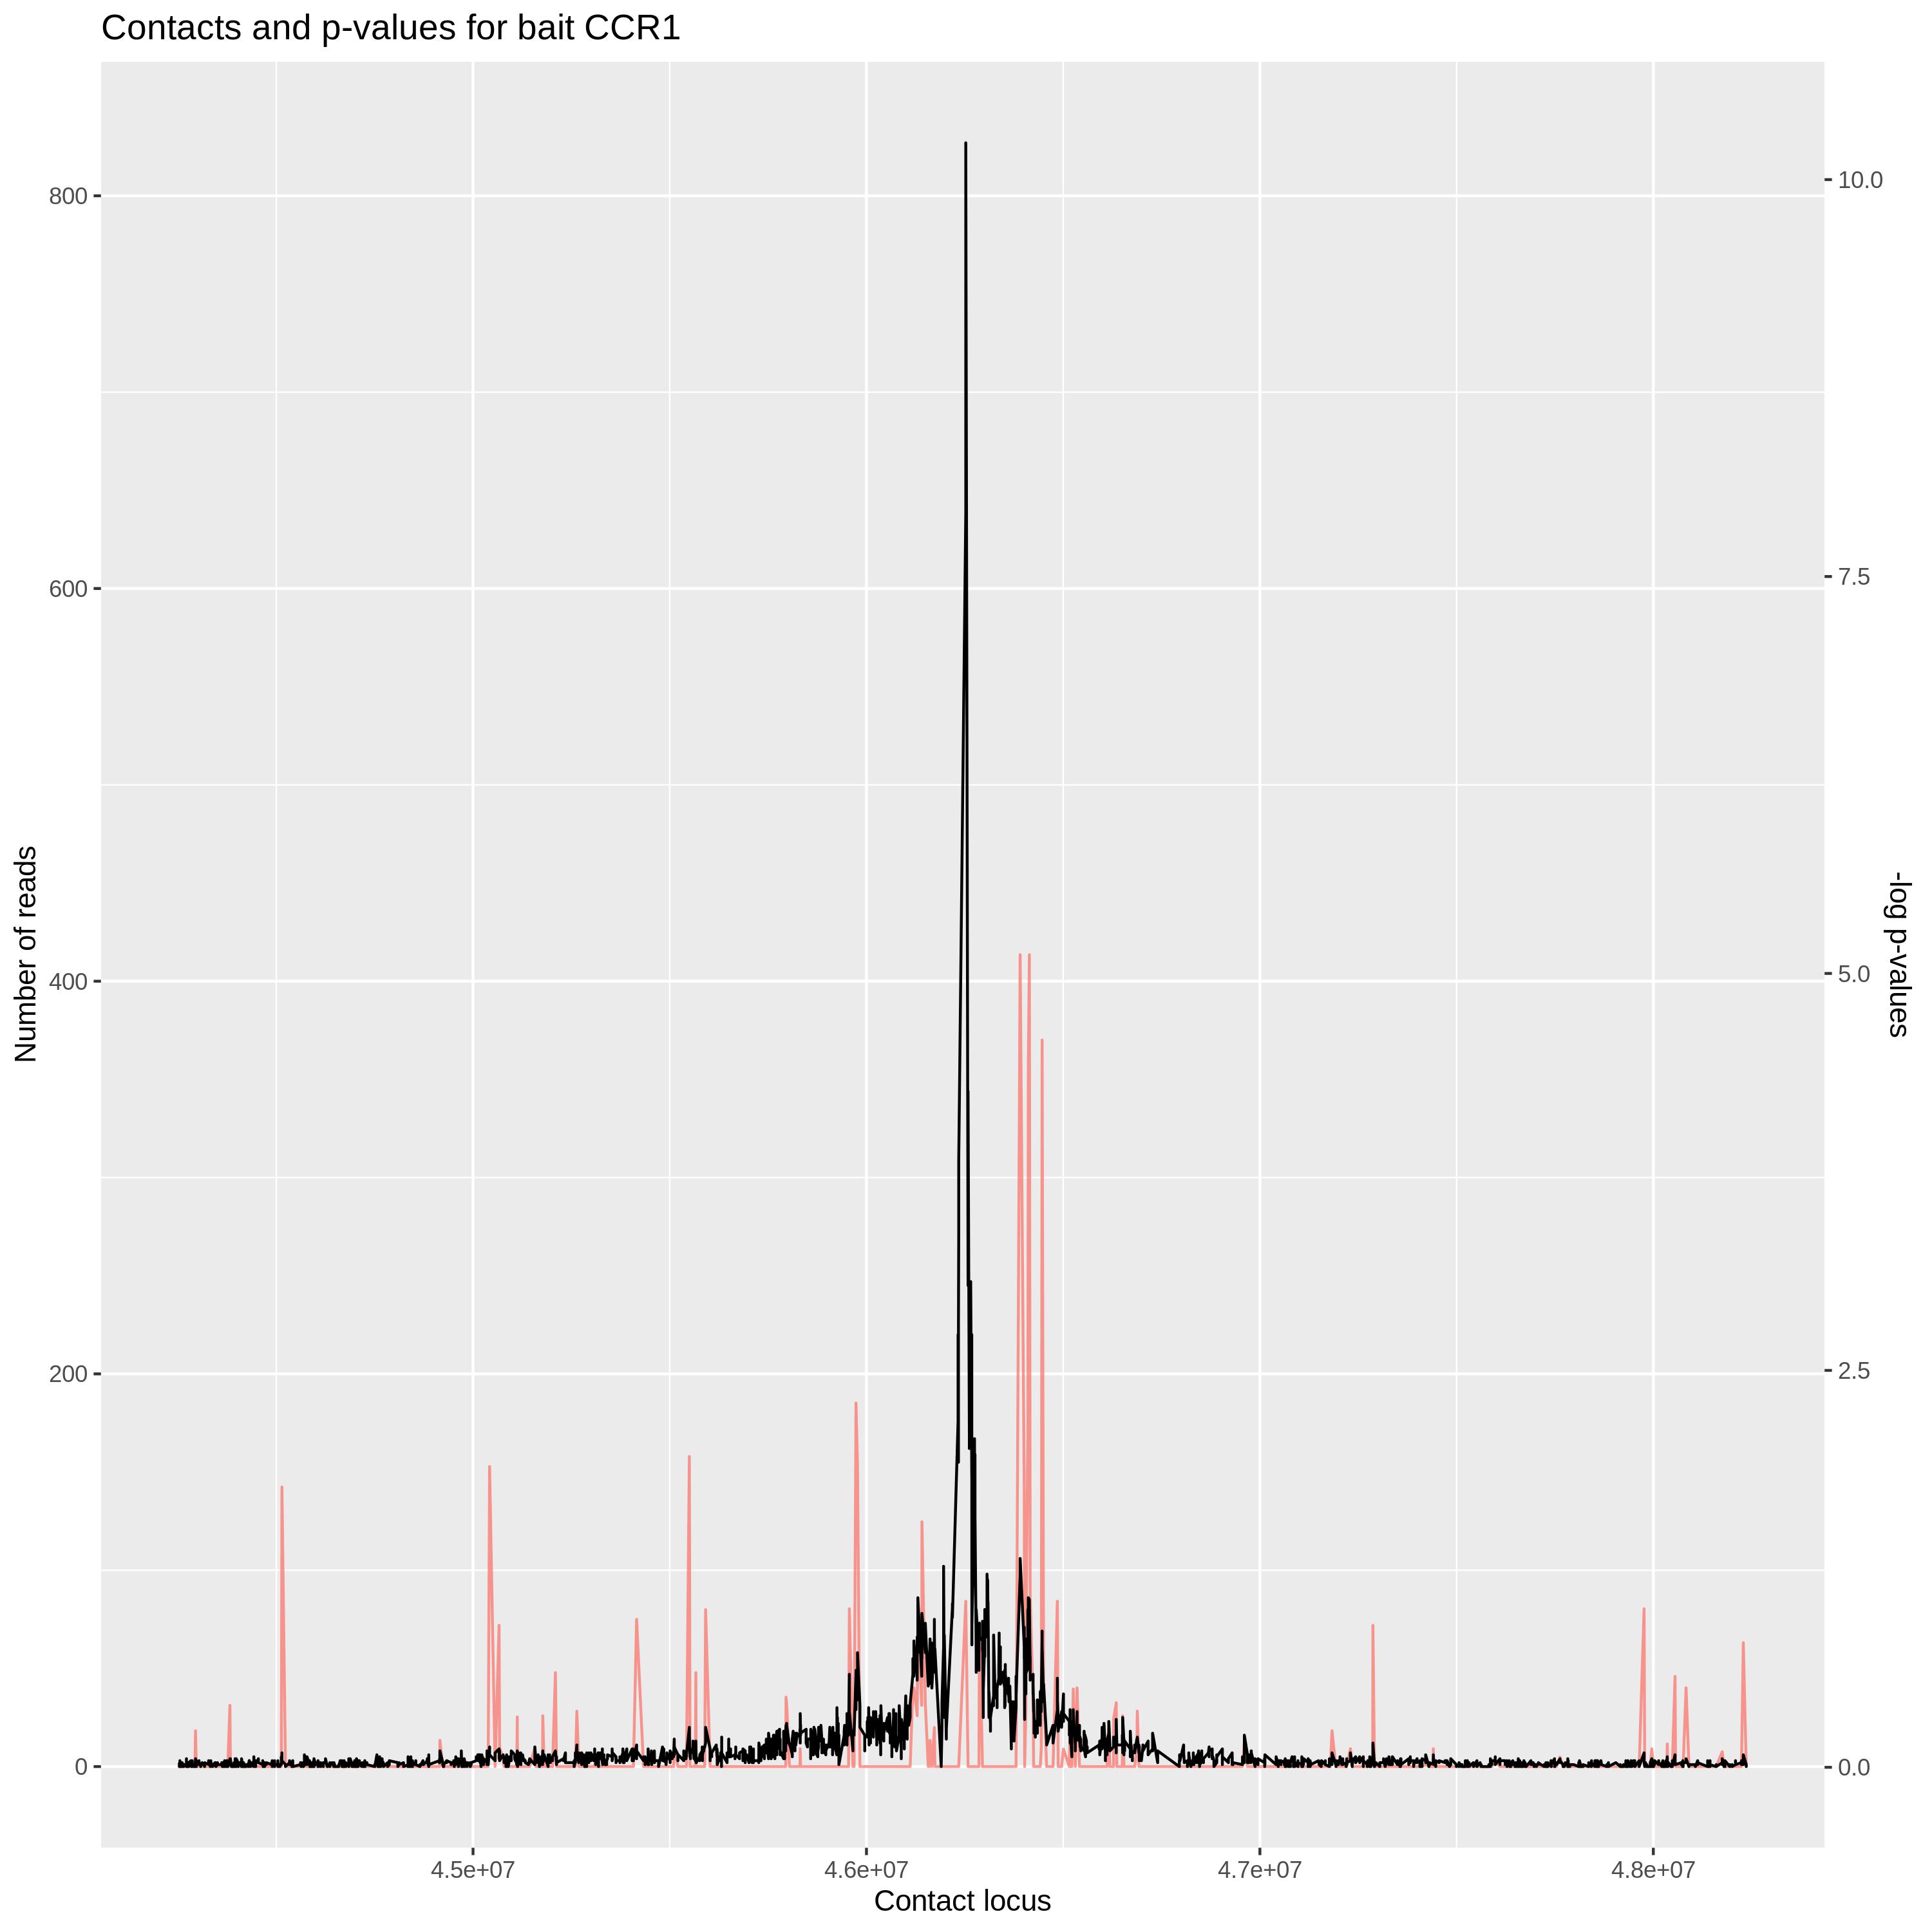 Contacts and p-values for bait CCR1
800
600
400
200
0
Number of reads
10.0
7.5
5.0
2.5
0.0
-log p-values
4.5e+07
4.6e+07
4.7e+07
4.8e+07
Contact locus